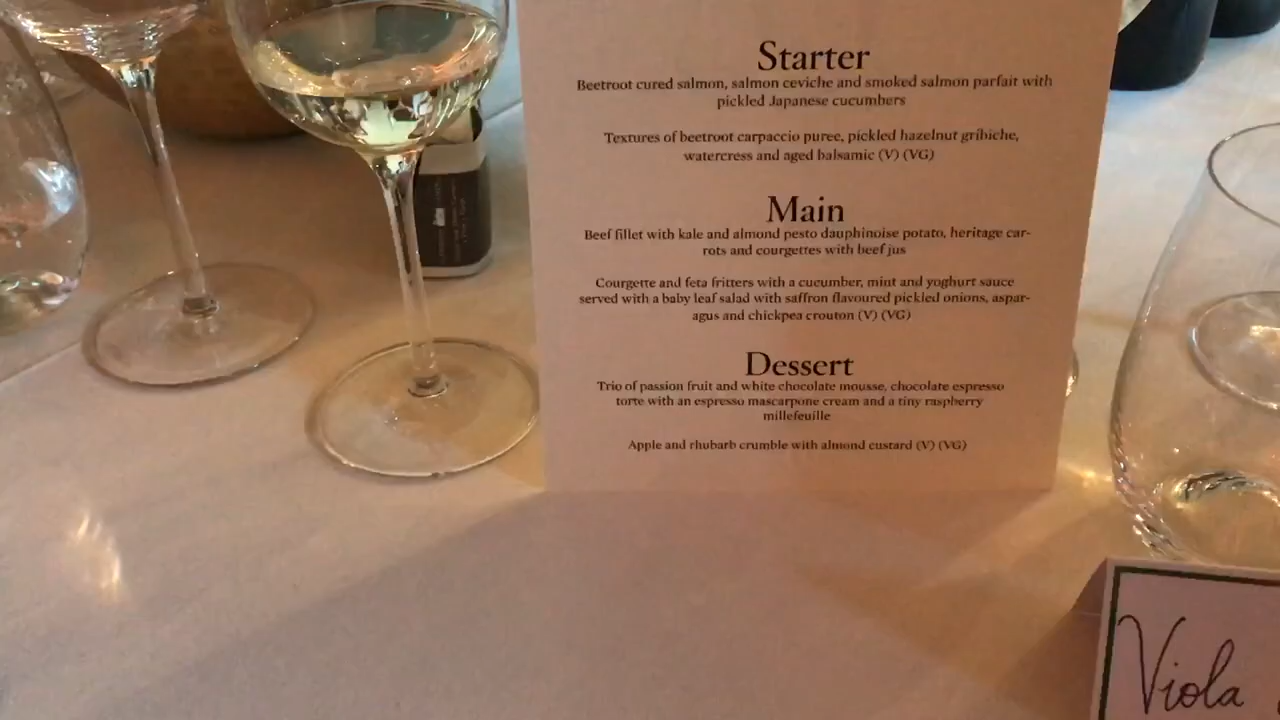 Starter
Beetroot cured salmon, salmon ceviche and smoked salmon parfait with
pickled Japanese cucumbers
Textures of beetroot carpaccio puree, pickled hazelnut gribiche,
watercress and aged balsamic (V) (VG)
Main
Beef fillet with kale and almond pesto dauphinoise potato, heritage car-
rots and courgettes with beef jus
Courgette and feta fritters with a cucumber, mint and yoghurt sauce
served with a baby leaf salad with saffron flavoured pickled onions, aspar-
agus and chickpea crouton (V) (VG)
Dessert
Trio of passion fruit and white chocolate mousse, chocolate espresso
torte with an espresso mascarpone cream and a tiny raspberry
millefeuille
Apple and rhubarb crumble with almond custard (V) (VG)
Viola